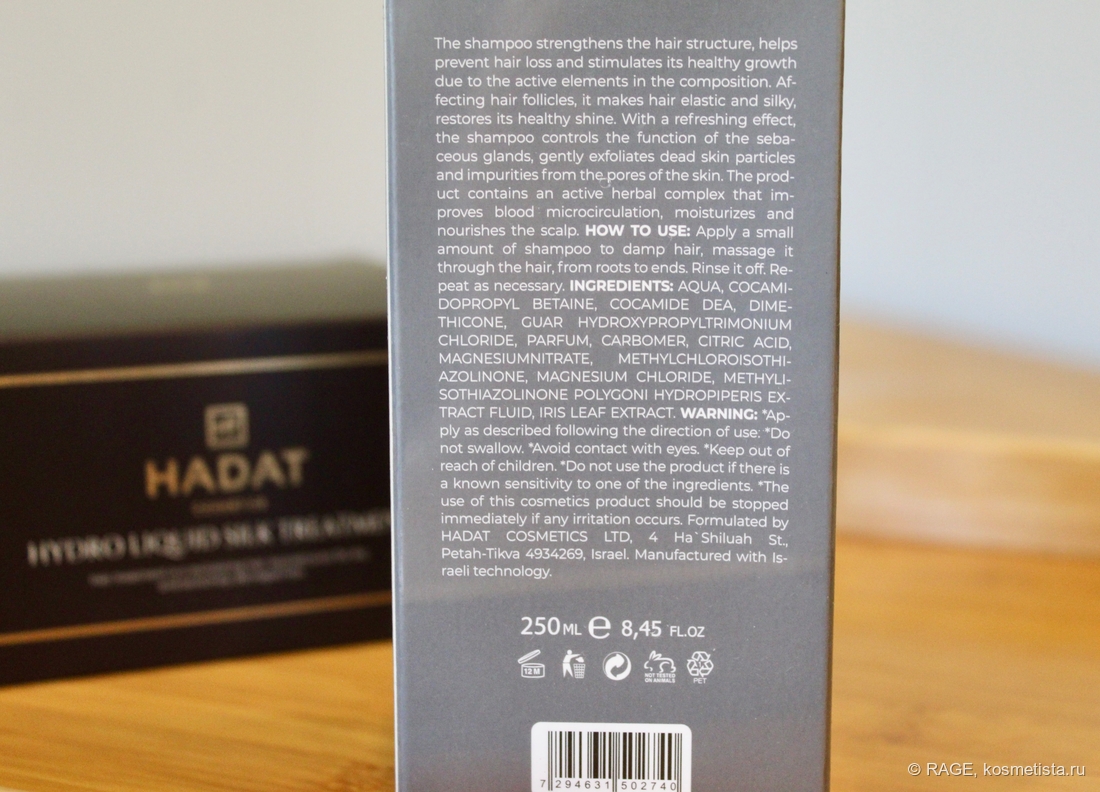 The shampoo strengthens the hair structure, helps
prevent hair loss and stimulates its healthy growth
due to the active elements in the composition. Af-
fecting hair follicles, it makes hair elastic and silky,
restores its healthy shine. With a refreshing effect,
the shampoo controls the function of the seba-
ceous glands, gently exfoliates dead skin particles
and impurities from the pores of the skin. The prod-
uct contains an active herbal complex that im-
proves blood microcirculation, moisturizes and
nourishes the scalp. HOW TO USE: Apply a small
amount of shampoo to damp hair, massage it
through the hair, from roots to ends. Rinse it off. Re-
peat as necessary. INGREDIENTS: AQUA, COCAMI-
DOPROPYL BETAINE, COCAMIDE DEA, DIME-
THICONE, GUAR HYDROXYPROPYLTRIMONIUM
CHLORIDE, PARFUM, CARBOMER, CITRIC ACID,
MAGNESIUMNITRATE, METHYLCHLOROISOTHI-
AZOLINONE, MAGNESIUM CHLORIDE, METHYLI-
SOTHIAZOLINONE POLYGONI HYDROPIPERIS EX-
TRACT FLUID, IRIS LEAF EXTRACT. WARNING: *Ap-
ply as described following the direction of use: *Do
not swallow. *Avoid contact with eyes. *Keep out of
reach of children. *Do not use the product if there is
a known sensitivity to one of the ingredients. *The
use of this cosmetics product should be stopped
immediately if any irritation occurs. Formulated by
HADAT COSMETICS LTD, 4 Ha`Shiluah St.,
Petah-Tikva 4934269, Israel. Manufactured with Is-
raeli technology.
250 ML e 8,45 FL.OZ
12 M
NOT TESTED
ON ANIMALS
PET
7 294631 502740
HADAT
COSMETICS
HYDRO LIQUID SILK TREATMEN
© RAGE, kosmetista.ru